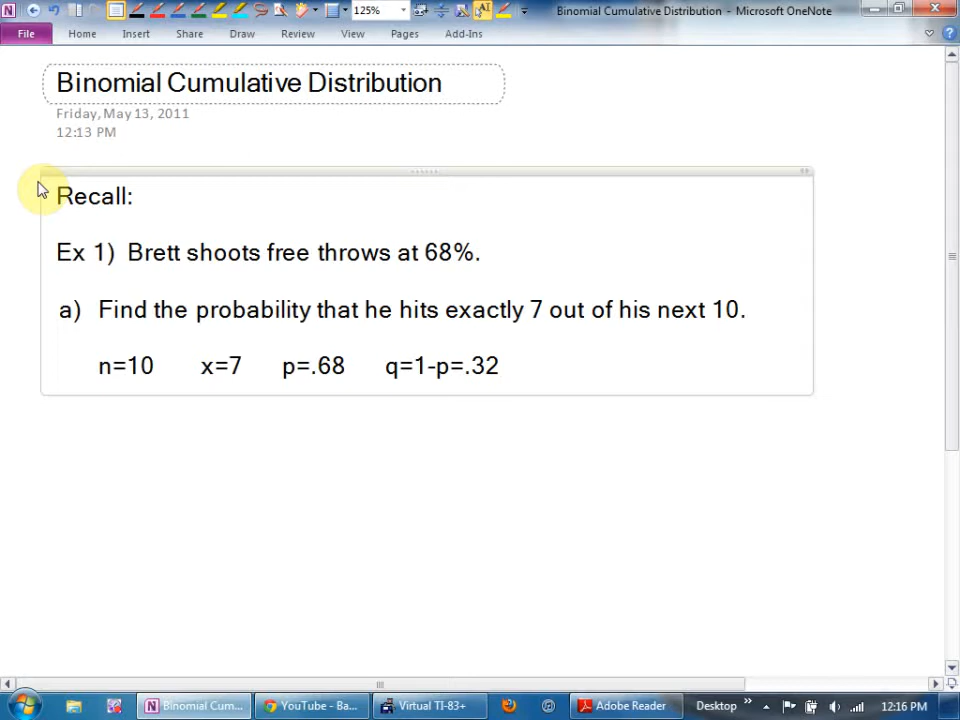 125%
Binomial Cumulative Distribution - Microsoft OneNote
File Home Insert Share Draw Review View Pages Add-Ins
Binomial Cumulative Distribution
Friday, May 13, 2011
12:13 PM
Recall:
Ex 1) Brett shoots free throws at 68%.
a) Find the probability that he hits exactly 7 out of his next 10.
n=10 x=7 p=.68 q=1-p=.32
Binomial Cum... YouTube - Ba... Virtual TI-83+ Adobe Reader Desktop 12:16 PM